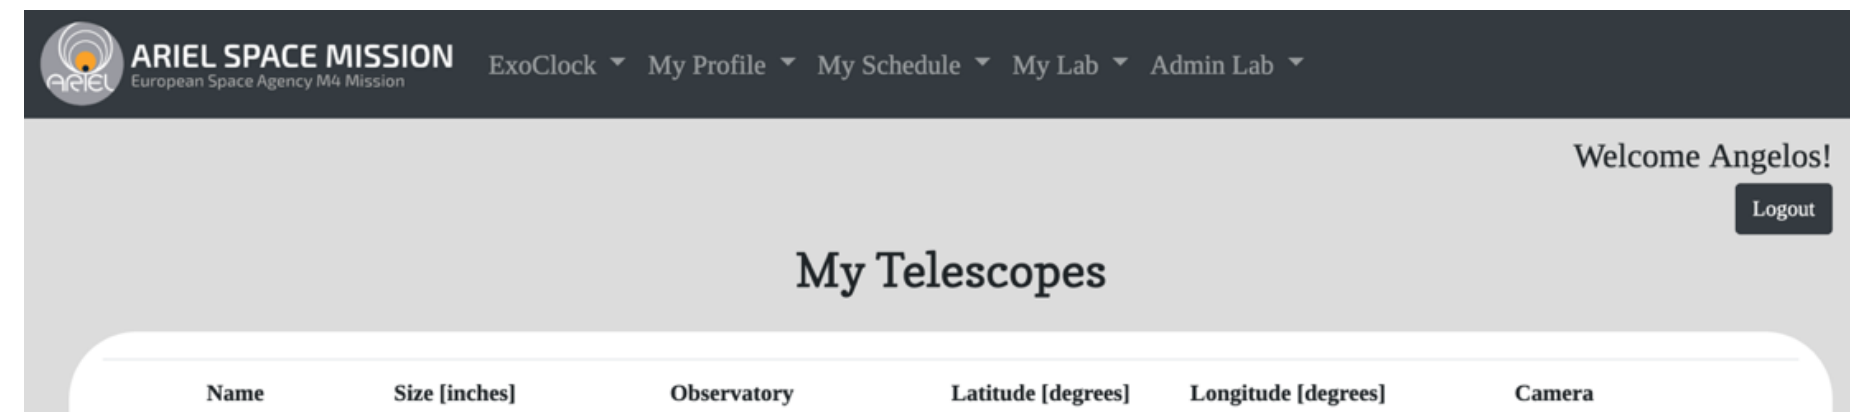 ARIEL SPACE MISSION
European Space Agency M4 Mission
ARIEL
ExoClock My Profile My Schedule My Lab Admin Lab
Welcome Angelos!
Logout
My Telescopes
Name Size [inches] Observatory Latitude [degrees] Longitude [degrees] Camera